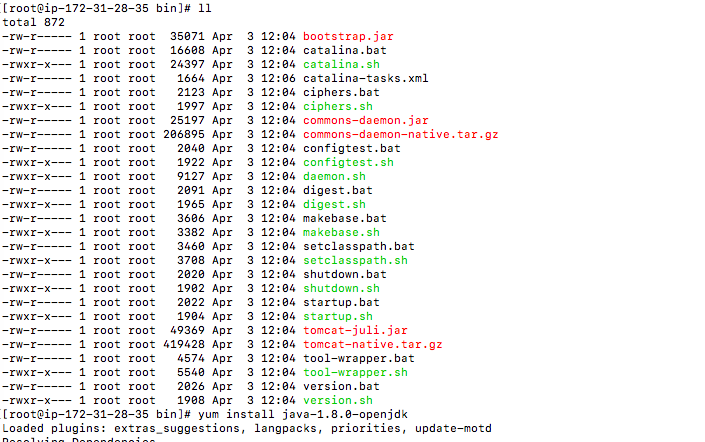 [[root@ip-172-31-28-35 bin]# ll
total 872
-rw-r----- 1 root root  35071 Apr  3 12:04 bootstrap.jar
-rw-r----- 1 root root  16608 Apr  3 12:04 catalina.bat
-rwxr-x--- 1 root root  24397 Apr  3 12:04 catalina.sh
-rw-r----- 1 root root   1664 Apr  3 12:06 catalina-tasks.xml
-rw-r----- 1 root root   2123 Apr  3 12:04 ciphers.bat
-rwxr-x--- 1 root root   1997 Apr  3 12:04 ciphers.sh
-rw-r----- 1 root root  25197 Apr  3 12:04 commons-daemon.jar
-rw-r----- 1 root root 206895 Apr  3 12:04 commons-daemon-native.tar.gz
-rw-r----- 1 root root   2040 Apr  3 12:04 configtest.bat
-rwxr-x--- 1 root root   1922 Apr  3 12:04 configtest.sh
-rwxr-x--- 1 root root   9127 Apr  3 12:04 daemon.sh
-rw-r----- 1 root root   2091 Apr  3 12:04 digest.bat
-rwxr-x--- 1 root root   1965 Apr  3 12:04 digest.sh
-rw-r----- 1 root root   3606 Apr  3 12:04 makebase.bat
-rwxr-x--- 1 root root   3382 Apr  3 12:04 makebase.sh
-rw-r----- 1 root root   3460 Apr  3 12:04 setclasspath.bat
-rwxr-x--- 1 root root   3708 Apr  3 12:04 setclasspath.sh
-rw-r----- 1 root root   2020 Apr  3 12:04 shutdown.bat
-rwxr-x--- 1 root root   1902 Apr  3 12:04 shutdown.sh
-rw-r----- 1 root root   2022 Apr  3 12:04 startup.bat
-rwxr-x--- 1 root root   1904 Apr  3 12:04 startup.sh
-rw-r----- 1 root root  49369 Apr  3 12:04 tomcat-juli.jar
-rw-r----- 1 root root 419428 Apr  3 12:04 tomcat-native.tar.gz
-rw-r----- 1 root root   4574 Apr  3 12:04 tool-wrapper.bat
-rwxr-x--- 1 root root   5540 Apr  3 12:04 tool-wrapper.sh
-rw-r----- 1 root root   2026 Apr  3 12:04 version.bat
-rwxr-x--- 1 root root   1908 Apr  3 12:04 version.sh
[[root@ip-172-31-28-35 bin]# yum install java-1.8.0-openjdk
Loaded plugins: extras_suggestions, langpacks, priorities, update-motd
Resolving Dependencies